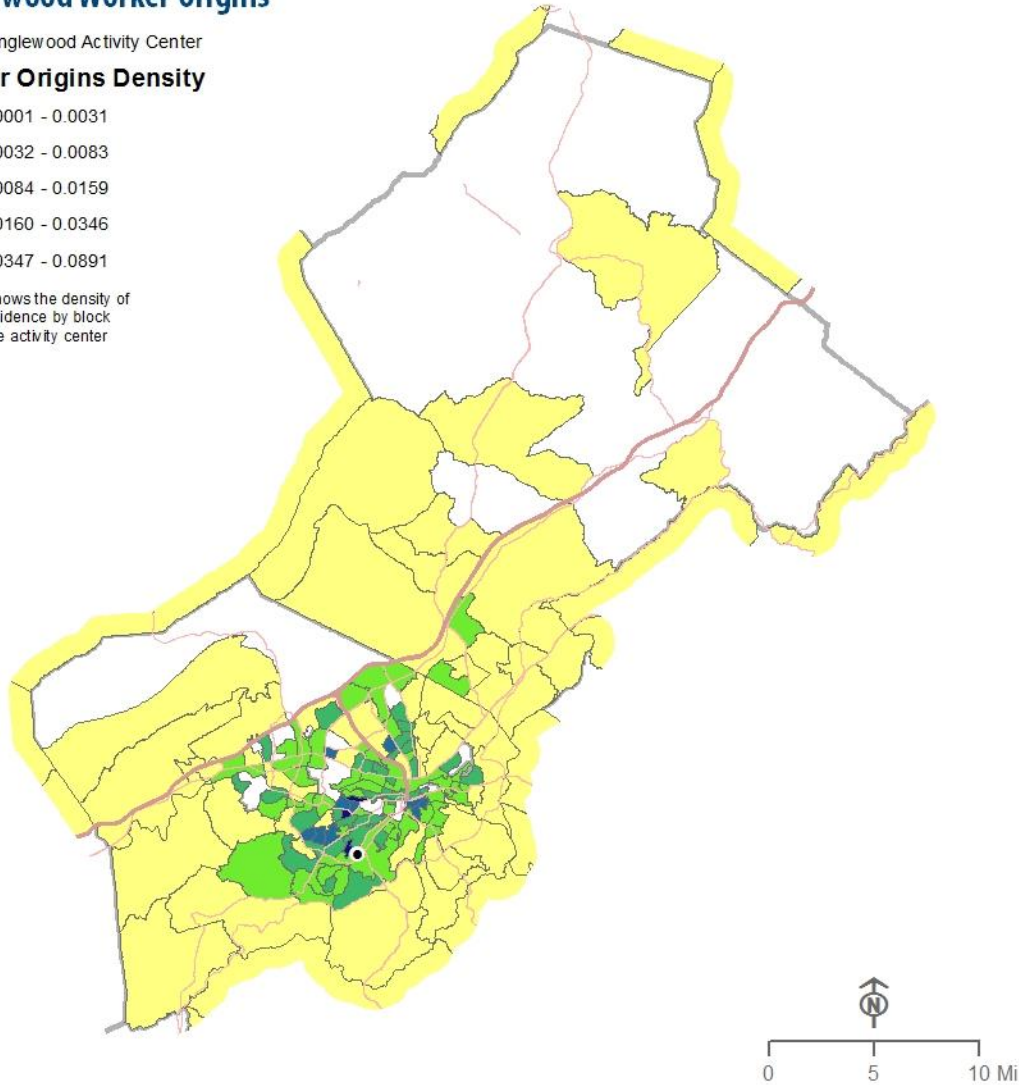 wood Worker Origins
nglewood Activity Center
r Origins Density
0001 - 0.0031
0032 - 0.0083
0084 - 0.0159
0160 - 0.0346
0347 - 0.0891
hows the density of
idence by block
e activity center
N
0 5 10 Mi